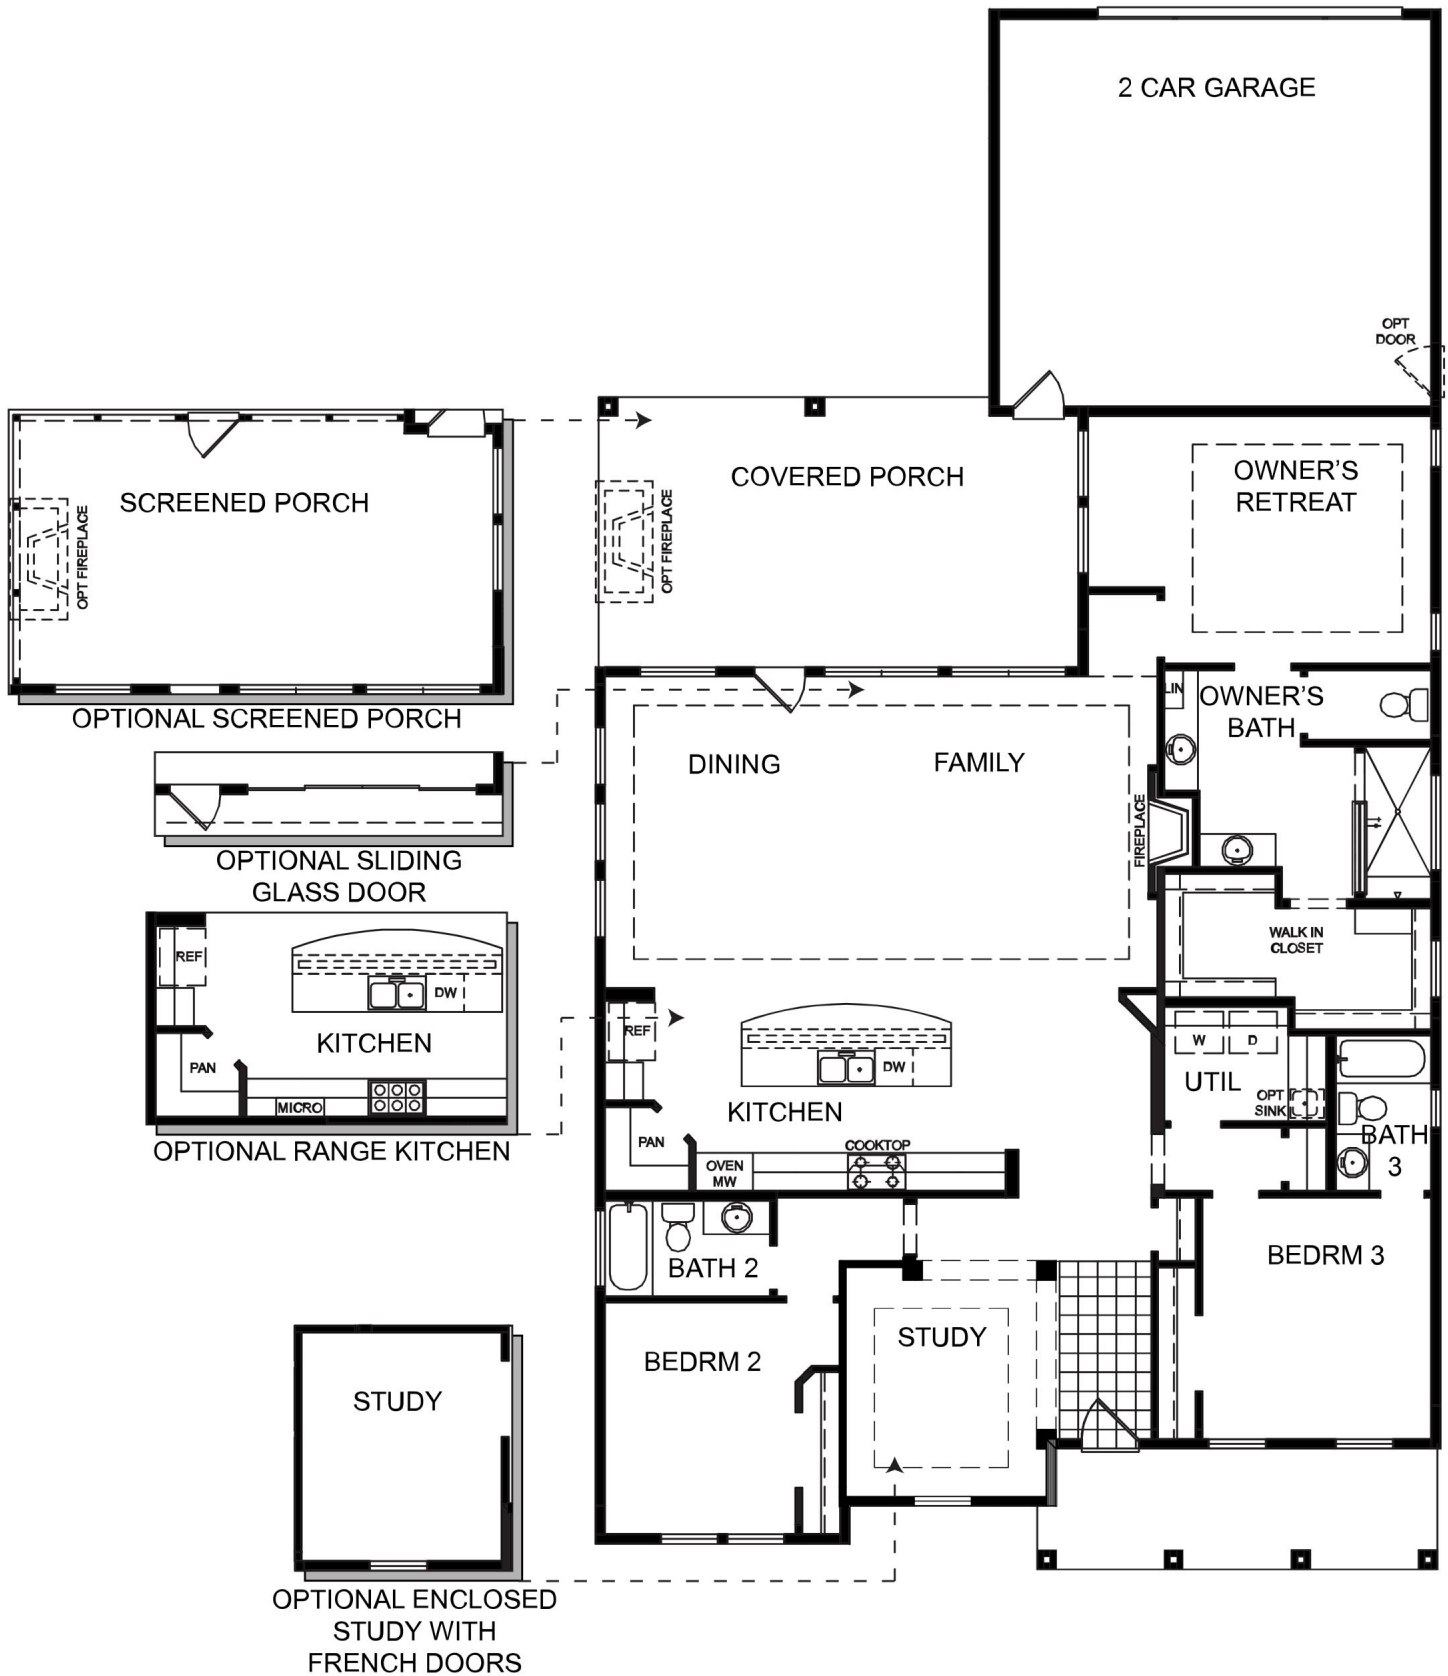 2 CAR GARAGE
OPT
DOOR
SCREENED PORCH
OPT FIREPLACE
OPTIONAL SCREENED PORCH
COVERED PORCH
OPT FIREPLACE
OWNER'S
RETREAT
LIN
OWNER'S
BATH
DINING
FAMILY
FIREPLACE
OPTIONAL SLIDING
GLASS DOOR
WALK IN
CLOSET
REF
DW
KITCHEN
PAN
MICRO
OPTIONAL RANGE KITCHEN
REF
DW
KITCHEN
PAN
OVEN
MW
COOKTOP
W
D
UTIL
OPT
SINK
BATH
3
BATH 2
BEDRM 3
BEDRM 2
STUDY
STUDY
OPTIONAL ENCLOSED
STUDY WITH
FRENCH DOORS